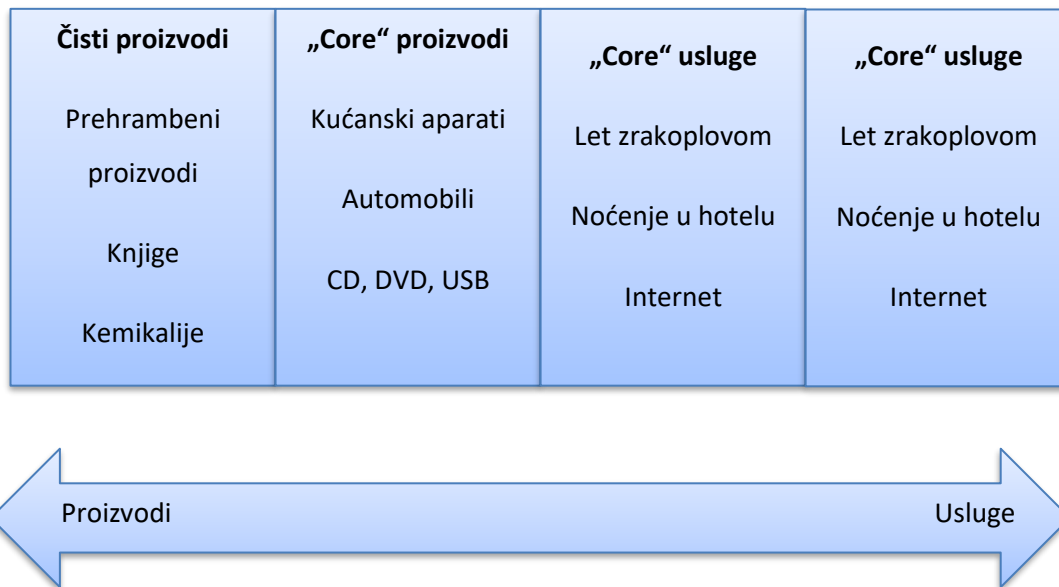 Čisti proizvodi
Prehrambeni
proizvodi
Knjige
Kemikalije
„Core“ proizvodi
Kućanski aparati
Automobili
CD, DVD, USB
„Core“ usluge
Let zrakoplovom
Noćenje u hotelu
Internet
„Core“ usluge
Let zrakoplovom
Noćenje u hotelu
Internet
Proizvodi
Usluge